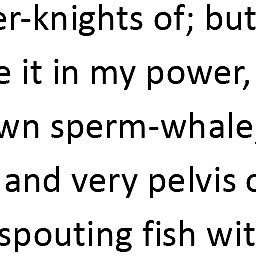 er-knights of; but
e it in my power,
wn sperm-whale,
and very pelvis o
spouting fish wit